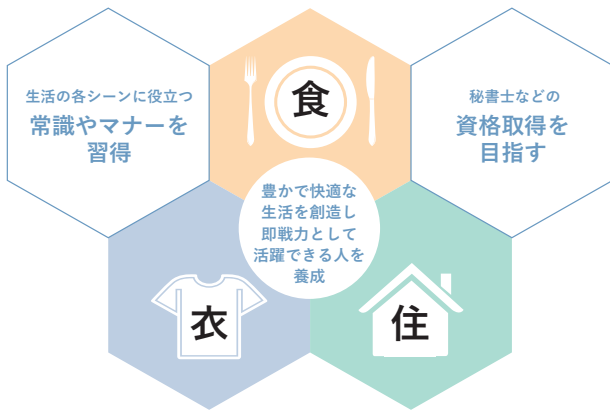 生活の各シーンに役立つ
常識やマナーを
習得
食
秘書士などの
資格取得を
目指す
豊かで快適な
生活を創造し
即戦力として
活躍できる人を
養成
衣
住